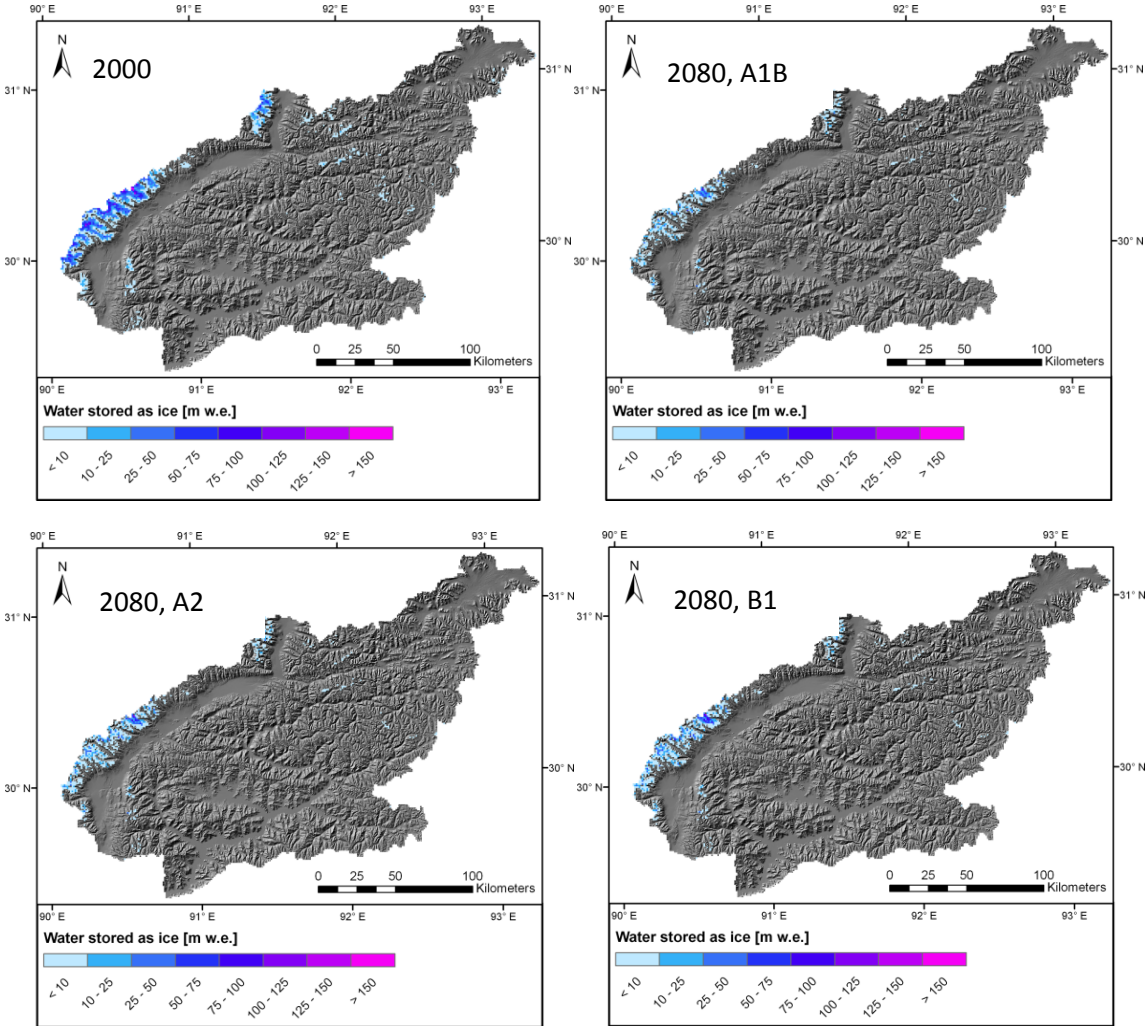 90° E 91° E 92° E 93° E
N
2000
31° N
31° N
30° N
30° N
0 25 50 100
Kilometers
90° E 91° E 92° E 93° E
Water stored as ice [m w.e.]
< 10 10 - 25 25 - 50 50 - 75 75 - 100 100 - 125 125 - 150 > 150
90° E 91° E 92° E 93° E
N
2080, A1B
31° N
31° N
30° N
30° N
0 25 50 100
Kilometers
90° E 91° E 92° E 93° E
Water stored as ice [m w.e.]
< 10 10 - 25 25 - 50 50 - 75 75 - 100 100 - 125 125 - 150 > 150
90° E 91° E 92° E 93° E
N
2080, A2
31° N
31° N
30° N
30° N
0 25 50 100
Kilometers
90° E 91° E 92° E 93° E
Water stored as ice [m w.e.]
< 10 10 - 25 25 - 50 50 - 75 75 - 100 100 - 125 125 - 150 > 150
90° E 91° E 92° E 93° E
N
2080, B1
31° N
31° N
30° N
30° N
0 25 50 100
Kilometers
90° E 91° E 92° E 93° E
Water stored as ice [m w.e.]
< 10 10 - 25 25 - 50 50 - 75 75 - 100 100 - 125 125 - 150 > 150